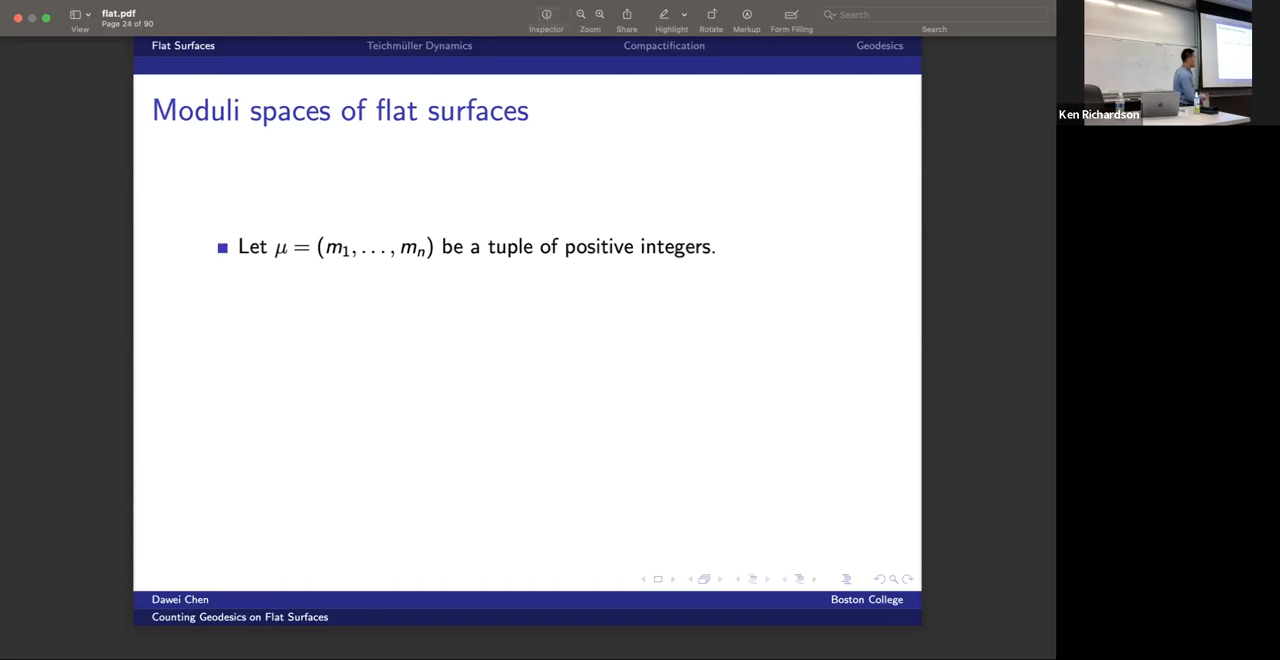 flat.pdf
Page 24 of 90
View
Inspector
Zoom
Share
Highlight
Rotate
Markup
Form Filling
Search
Search
Ken Richardson
Flat Surfaces
Teichmüller Dynamics
Compactification
Geodesics
Moduli spaces of flat surfaces
Let μ = (m₁, . . . , mₙ) be a tuple of positive integers.
Dawei Chen
Boston College
Counting Geodesics on Flat Surfaces